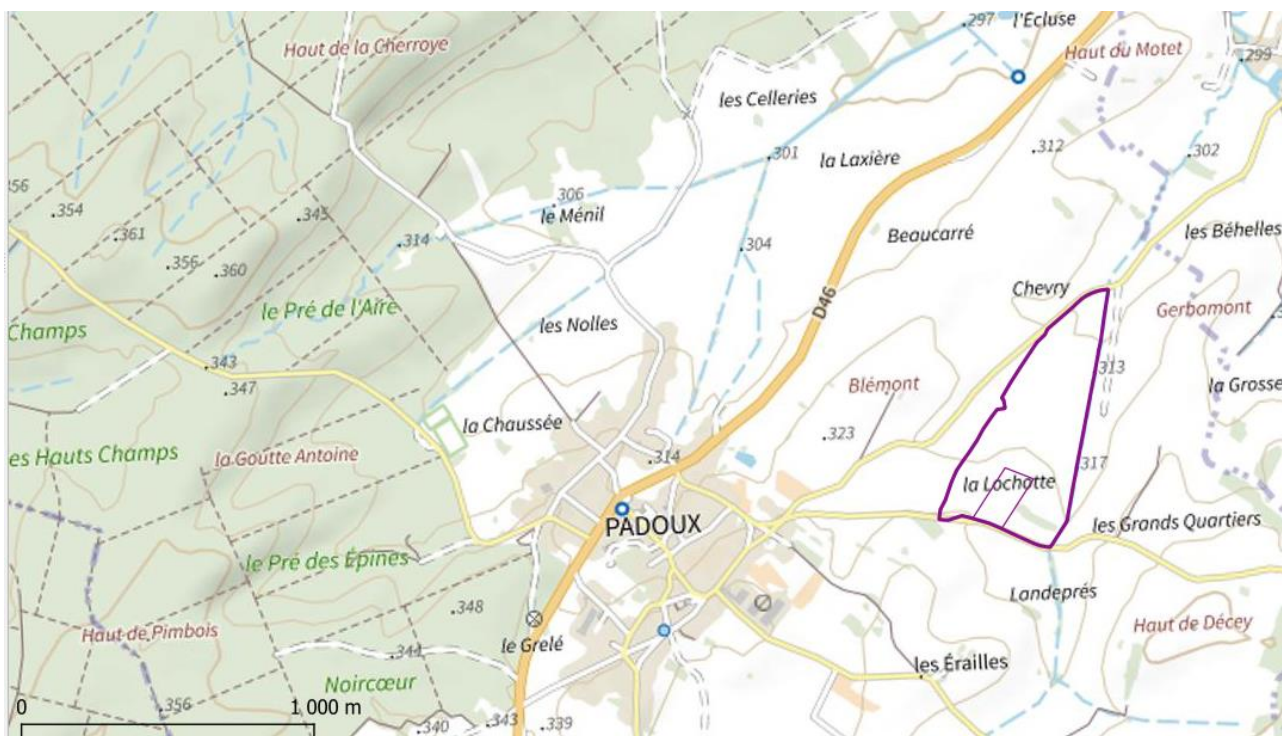 297
l'Écluse
Haut de la Cherroye
Haut du Motet
299
les Celleries
.312
.301
la Laxière
.302
356
.354
.345
306
le Ménil
Beaucarré
les Béhelles
.361
.314
.304
.356
.360
Chevry
le Pré de l'Aire
D46
Gerbamont
Champs
les Nolles
.343
.313
.347
Blémont
la Grosse
la Chaussée
.323
es Hauts Champs
la Goutte Antoine
.314
.317
la Lochotte
PADOUX
les Grands Quartiers
le Pré des Épines
Landeprés
.348
Haut de Pimbois
Haut de Décey
le Grelé
.344
les Érailles
Noircœur
0
1 000 m
.356
.340
.343
.339